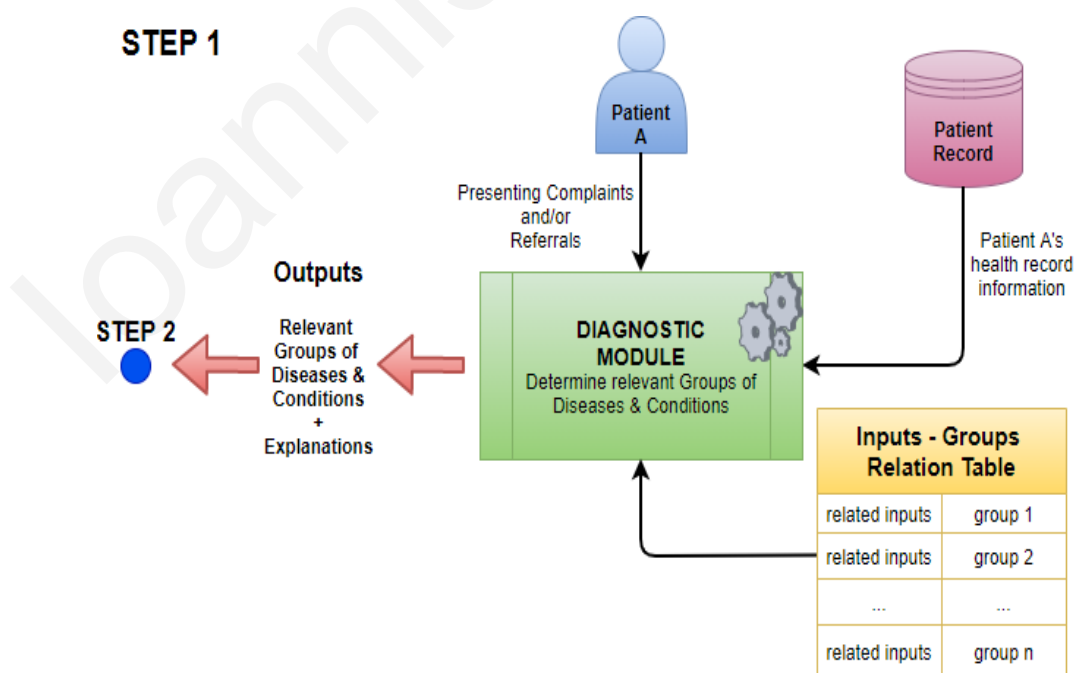 STEP 1
Patient
A
Patient
Record
Presenting Complaints
and/or
Referrals
Patient A's
health record
information
Outputs
STEP 2
Relevant
Groups of
Diseases &
Conditions
+
Explanations
DIAGNOSTIC
MODULE
Determine relevant Groups of
Diseases & Conditions
Inputs - Groups
Relation Table
related inputs group 1
related inputs group 2
... ...
related inputs group n